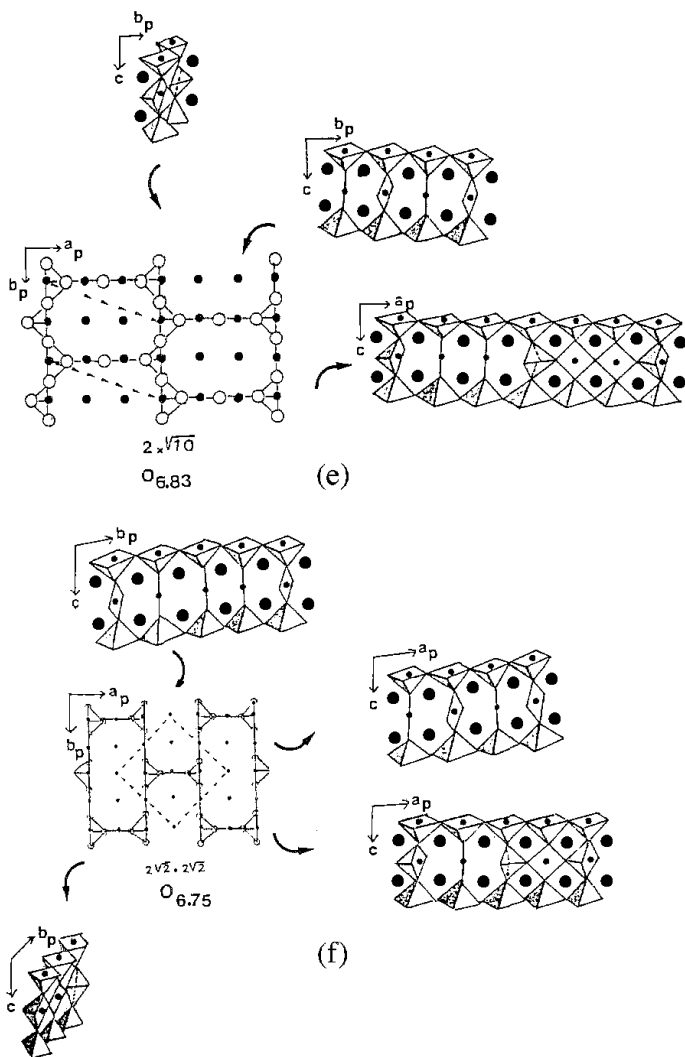 b_p
c
b_p
c
a_p
b_p
a_p
c
2×√10
O_6.83
(e)
b_p
c
a_p
c
a_p
b_p
a_p
c
2√2 · 2√2
O_6.75
(f)
b_p
c